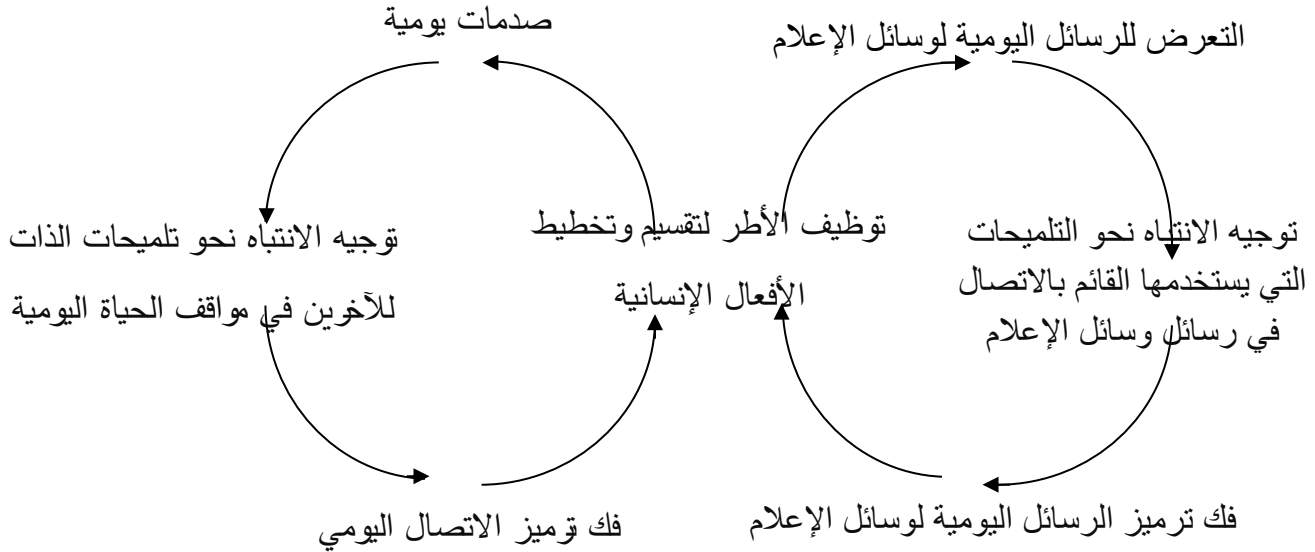 التعرض للرسائل اليومية لوسائل الإعلام
صدمات يومية
توجيه الانتباه نحو التلميحات
التي يستخدمها القائم بالاتصال
في رسائل وسائل الإعلام
توظيف الأطر لتقسيم وتخطيط
الأفعال الإنسانية
توجيه الانتباه نحو تلميحات الذات
للآخوين في مواقف الحياة اليومية
فك ترميز الرسائل اليومية لوسائل الإعلام
فك ترميز الاتصال اليومي